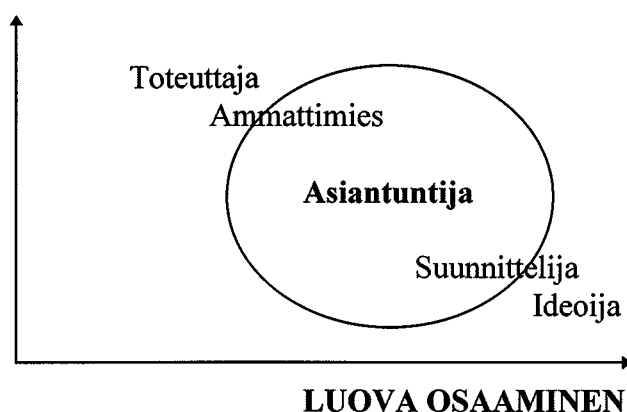 Toteuttaja
Ammattimies
Asiantuntija
Suunnittelija
Ideoija
LUOVA OSAAMINEN